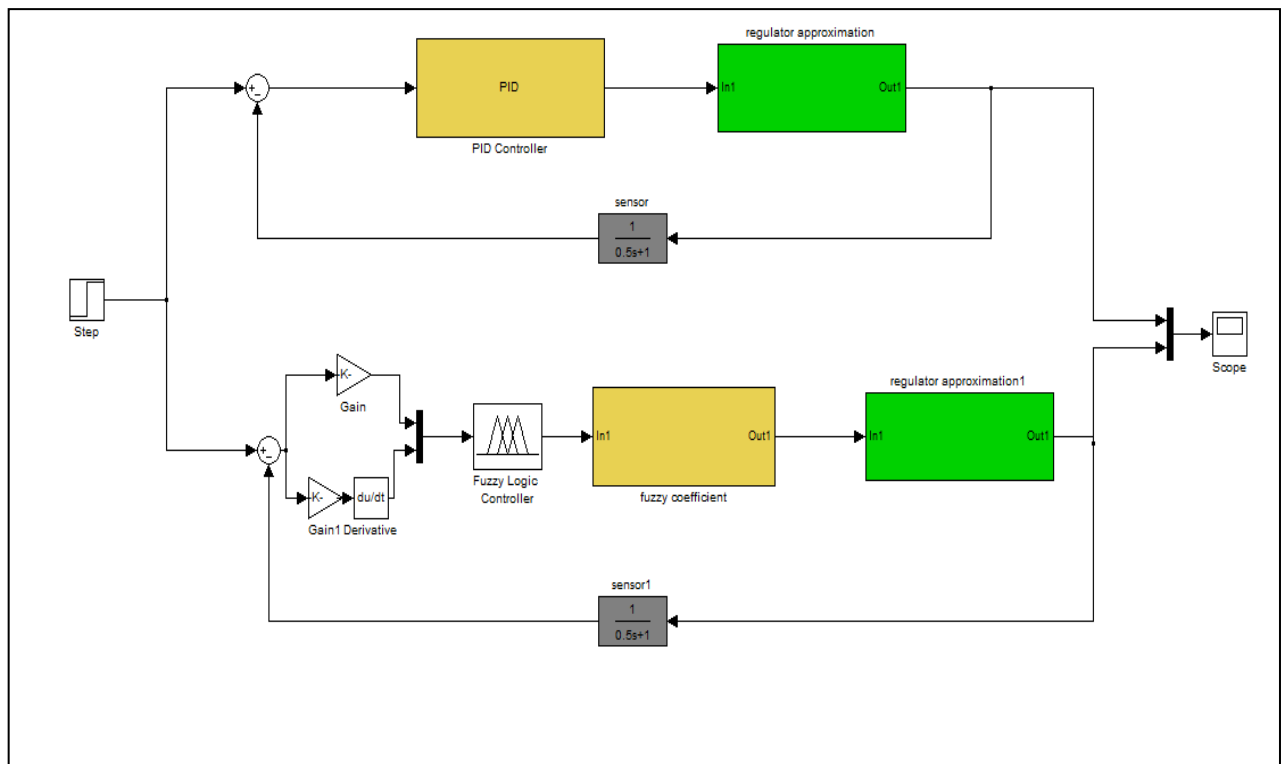 regulator approximation
PID
In1
Out1
PID Controller
sensor
1
0.5s+1
Step
K-
Gain
regulator approximation1
Scope
In1
Out1
In1
Out1
K-
du/dt
Fuzzy Logic
Controller
fuzzy coefficient
Gain1
Derivative
sensor1
1
0.5s+1